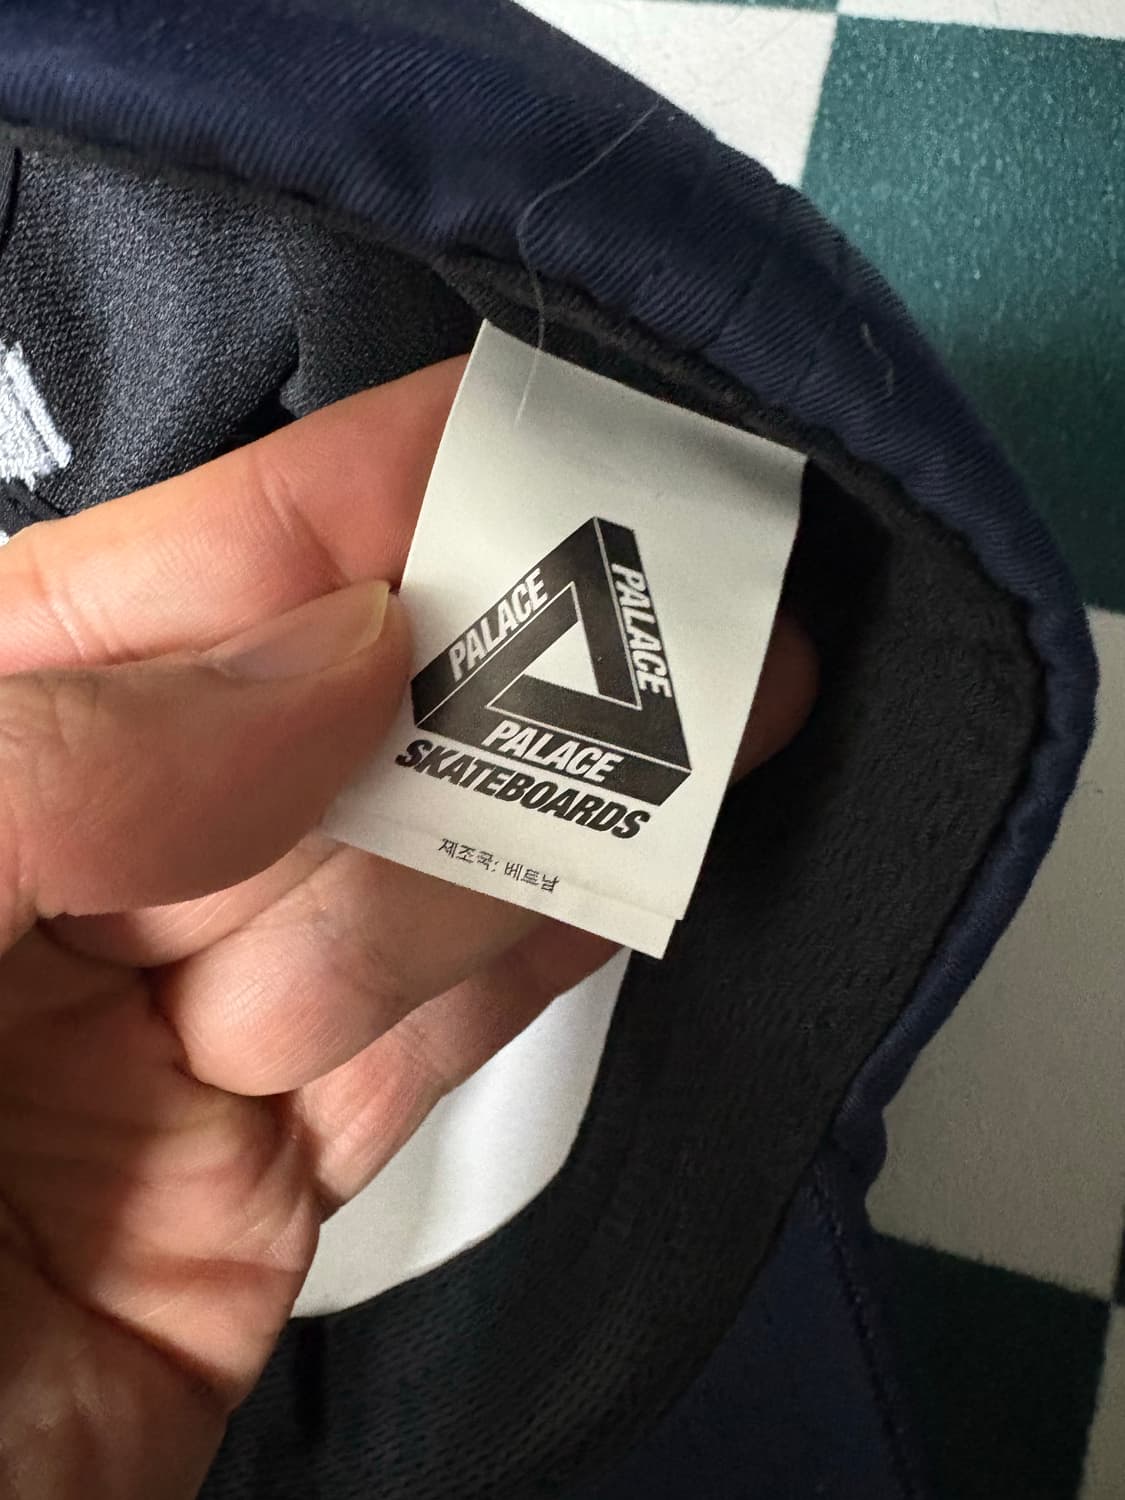 PALACE
PALACE
PALACE
SKATEBOARDS
제조국: 베트남